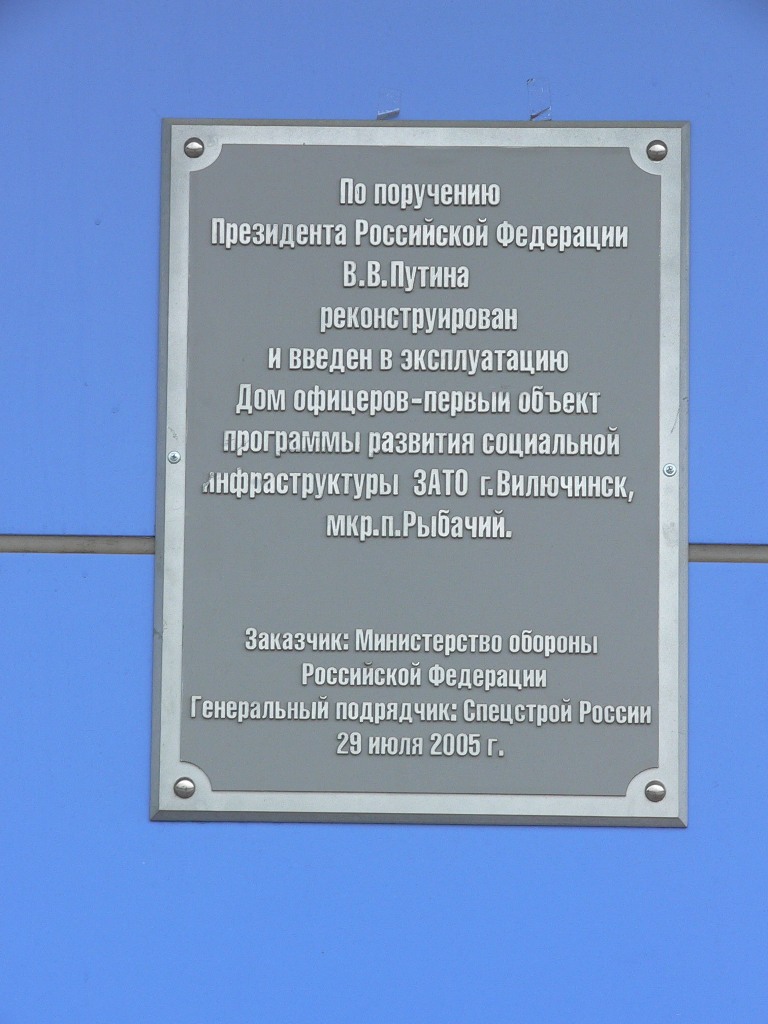 По поручению
Президента Российской Федерации
В.В.Путина
реконструирован
и введен в эксплуатацию
Дом офицеров-первый объект
программы развития социальной
инфраструктуры ЗАТО г.Вилючинск,
мкр.п.Рыбачий.
Заказчик: Министерство обороны
Российской Федерации
Генеральный подрядчик: Спецстрой России
29 июля 2005 г.